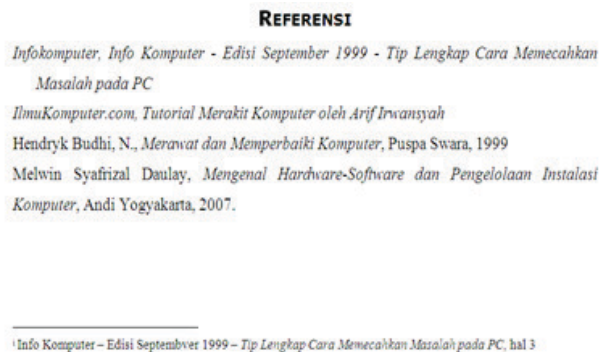 REFERENSI
Infokomputer, Info Komputer - Edisi September 1999 - Tip Lengkap Cara Memecahkan
Masalah pada PC
IlmuKomputer.com, Tutorial Merakit Komputer oleh Arif Irwansyah
Hendryk Budhi, N., Merawat dan Memperbaiki Komputer, Puspa Swara, 1999
Melwin Syafrizal Daulay, Mengenal Hardware-Software dan Pengelolaan Instalasi
Komputer, Andi Yogyakarta, 2007.
¹Info Komputer – Edisi Septembver 1999 – Tip Lengkap Cara Memecahkan Masalah pada PC, hal 3